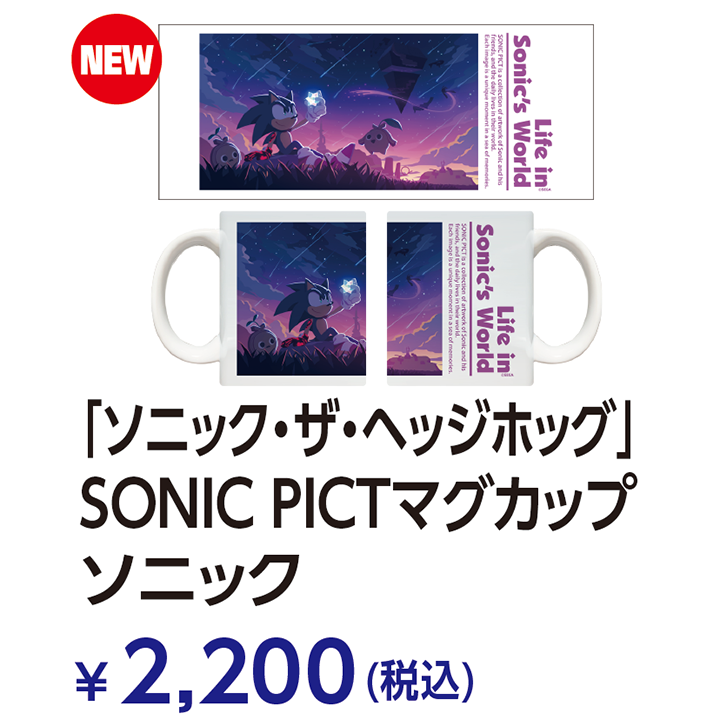 NEW
Life in
Sonic's World
SONIC PICT is a collection of artwork of Sonic and his
friends, and the daily lives in their world.
Each image is a unique moment in a sea of memories.
©SEGA
Life in
Sonic's World
SONIC PICT is a collection of artwork of Sonic and his
friends, and the daily lives in their world.
Each image is a unique moment in a sea of memories.
©SEGA
「ソニック・ザ・ヘッジホッグ」
SONIC PICTマグカップ
ソニック
¥2,200(税込)